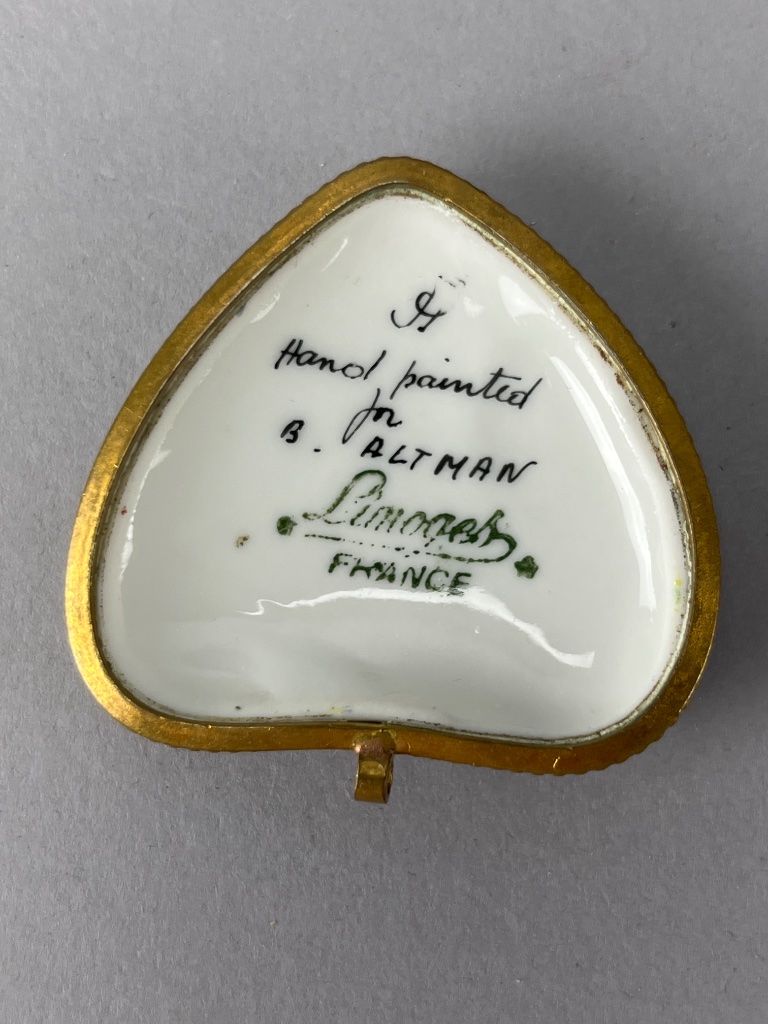 Hand painted
for
B. ALTMAN
Limoges
FRANCE